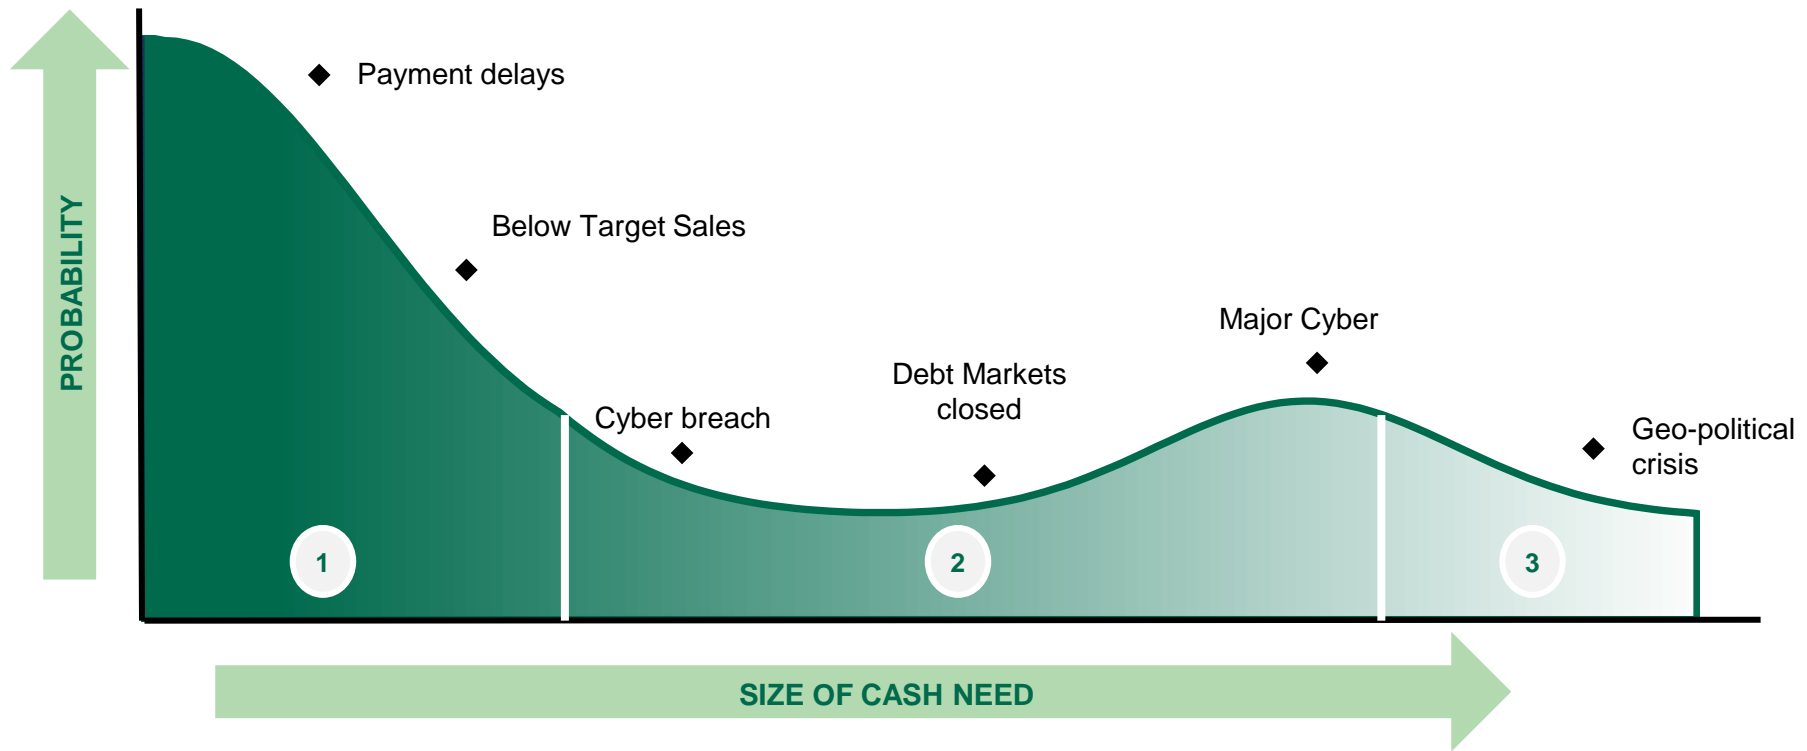 Payment delays
PROBABILITY
Below Target Sales
Major Cyber
Debt Markets
closed
Cyber breach
Geo-political
crisis
1
2
3
SIZE OF CASH NEED